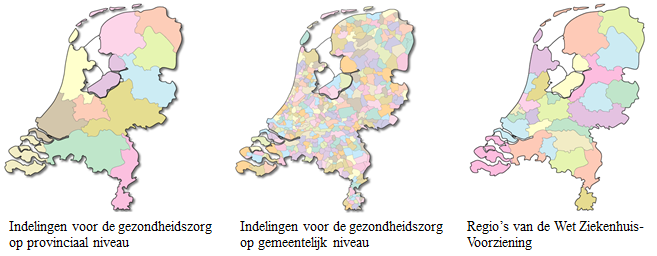 Indelingen voor de gezondheidszorg
op provinciaal niveau
Indelingen voor de gezondheidszorg
op gemeentelijk niveau
Regio's van de Wet Ziekenhuis-
Voorziening